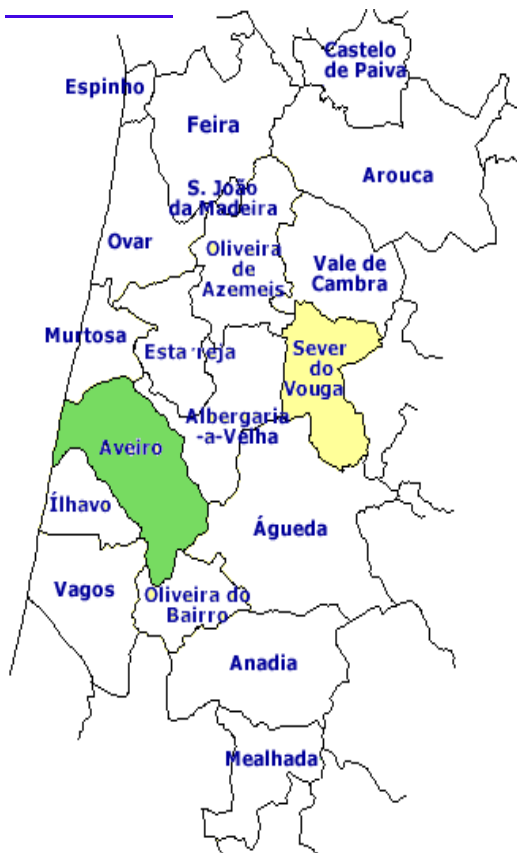 Castelo
de Paiva
Espinho
Feira
Arouca
S. João
da Madeira
Ovar
Oliveira
de
Azemeis
Vale de
Cambra
Murtosa
Estarreja
Sever
do
Vouga
Albergaria
-a-Velha
Aveiro
Ílhavo
Águeda
Vagos
Oliveira do
Bairro
Anadia
Mealhada